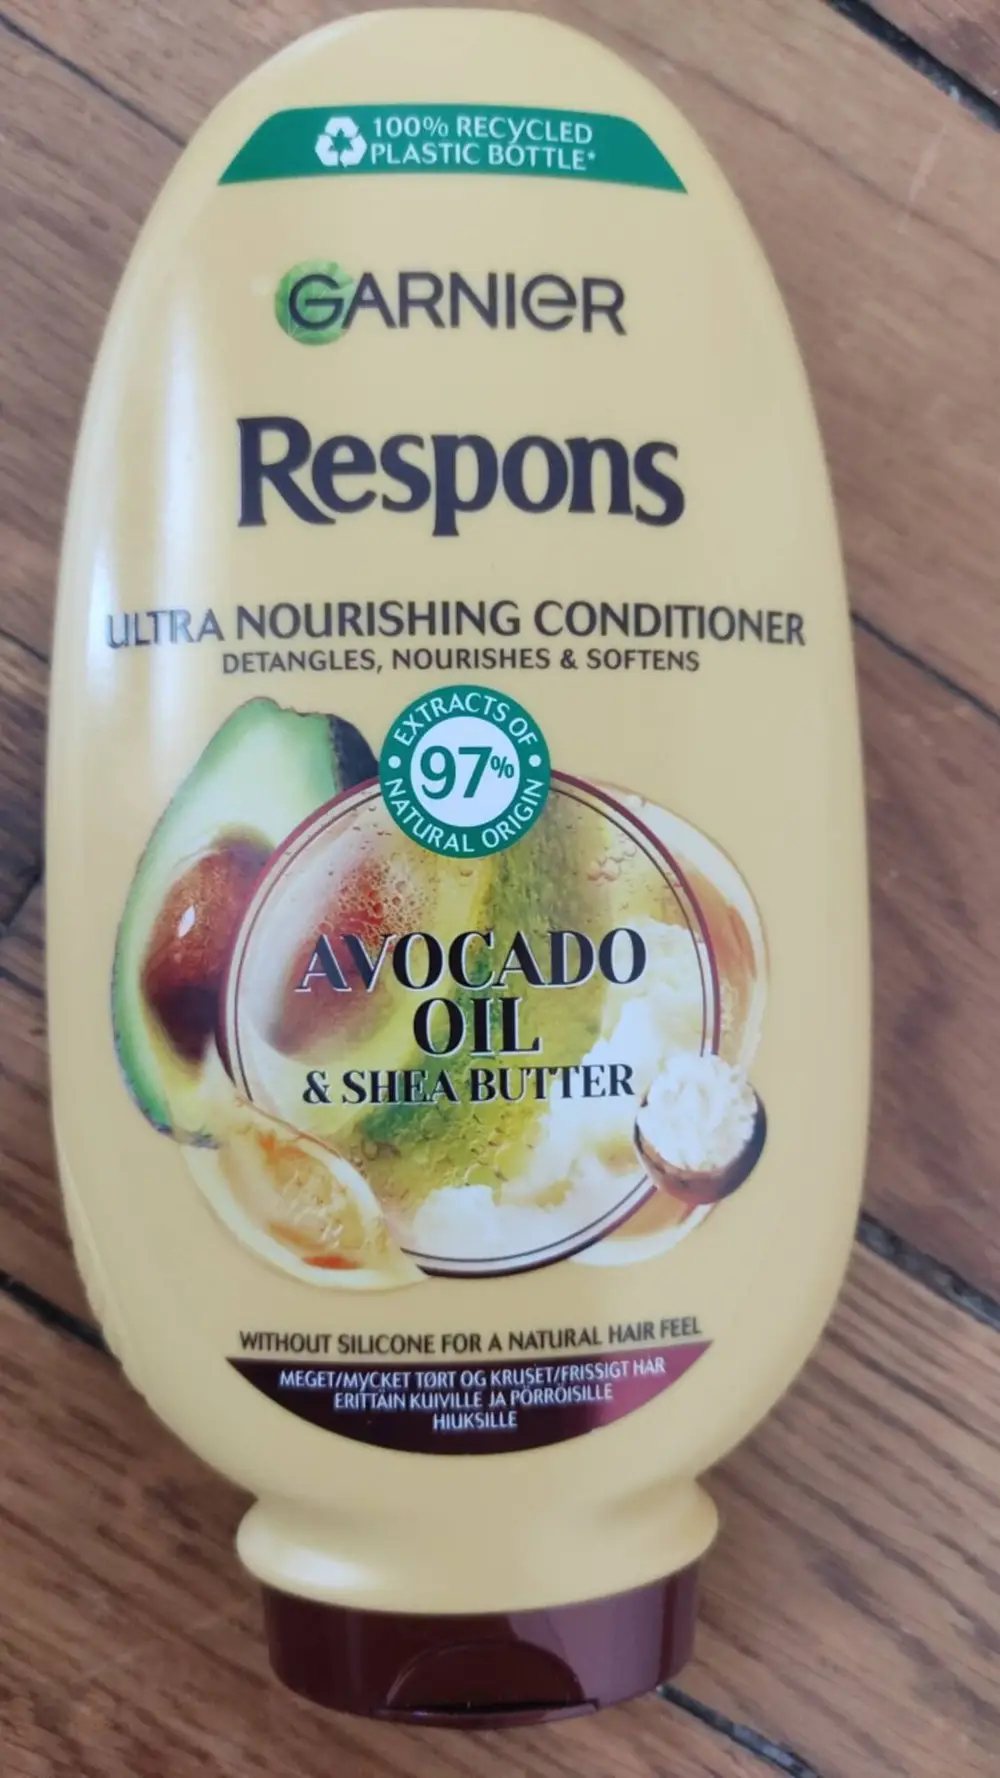 100% RECYCLED
PLASTIC BOTTLE*
GARNIER
Respons
ULTRA NOURISHING CONDITIONER
DETANGLES, NOURISHES & SOFTENS
EXTRACTS OF
97%
NATURAL ORIGIN
AVOCADO
OIL
& SHEA BUTTER
WITHOUT SILICONE FOR A NATURAL HAIR FEEL
MEGET/MYCKET TØRT OG KRUSET/FRISSIGT HÅR
ERITTÄIN KUIVILLE JA PÖRRÖISILLE
HIUKSILLE